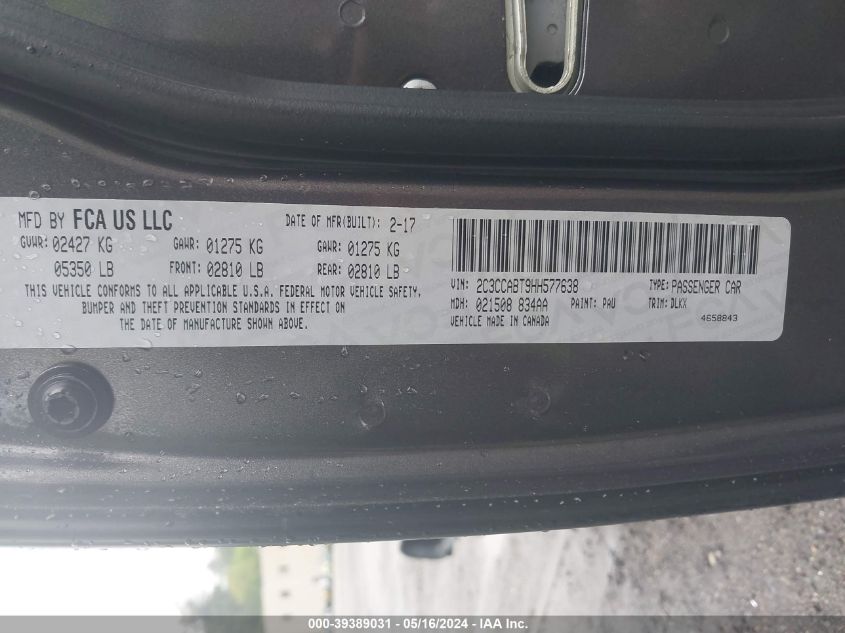 MFD BY FCA US LLC
DATE OF MFR(BUILT): 2-17
GVWR: 02427 KG GAWR: 01275 KG GAWR: 01275 KG
05350 LB FRONT: 02810 LB REAR: 02810 LB
THIS VEHICLE CONFORMS TO ALL APPLICABLE U.S.A. FEDERAL MOTOR VEHICLE SAFETY,
BUMPER AND THEFT PREVENTION STANDARDS IN EFFECT ON
THE DATE OF MANUFACTURE SHOWN ABOVE.
VIN: 2C3CCABT9HH577638 TYPE: PASSENGER CAR
MDH: 021508 834AA PAINT: PAU TRIM: DLKX
VEHICLE MADE IN CANADA 4658843
000-39389031 - 05/16/2024 - IAA Inc.